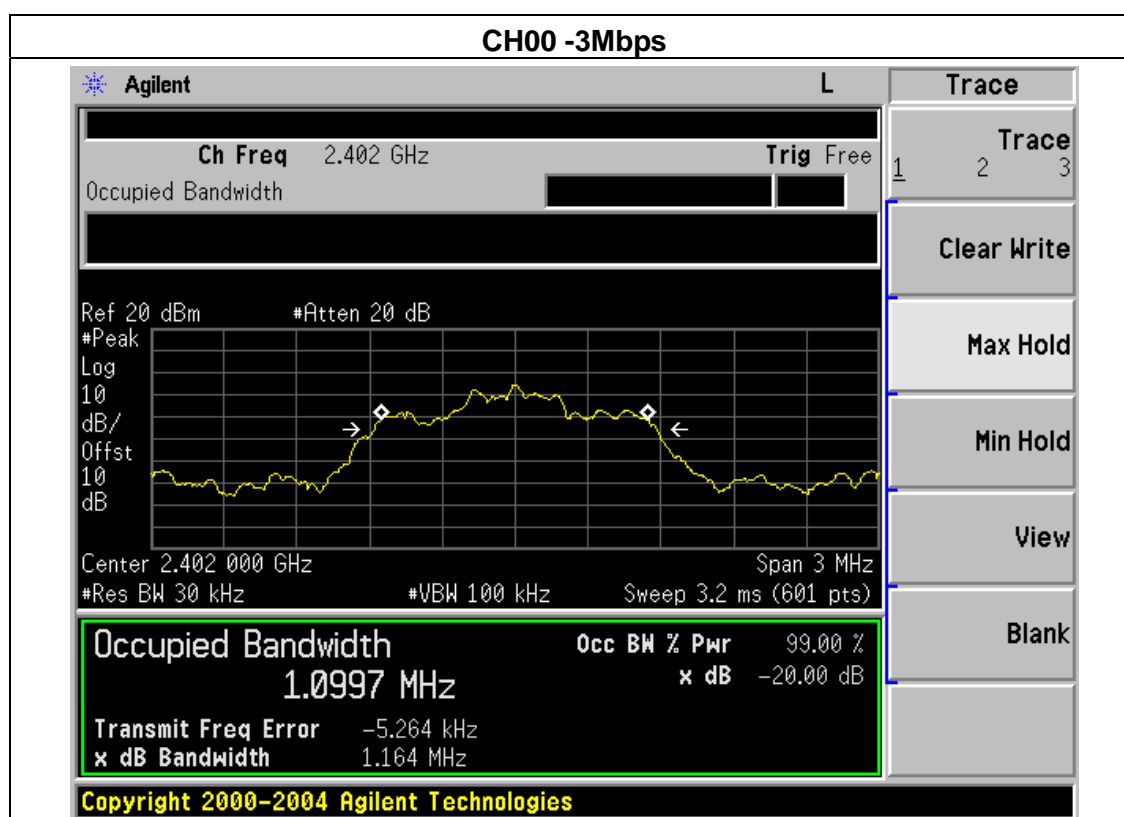 CH00 -3Mbps
Agilent L Trace
Ch Freq 2.402 GHz Trig Free
Occupied Bandwidth
Trace
1 2 3
Clear Write
Max Hold
Min Hold
View
Blank
Ref 20 dBm #Atten 20 dB
#Peak
Log
10
dB/
Offst
10
dB
Center 2.402 000 GHz Span 3 MHz
#Res BW 30 kHz #VBW 100 kHz Sweep 3.2 ms (601 pts)
Occupied Bandwidth Occ BW % Pwr 99.00 %
1.0997 MHz x dB -20.00 dB
Transmit Freq Error -5.264 kHz
x dB Bandwidth 1.164 MHz
Copyright 2000-2004 Agilent Technologies